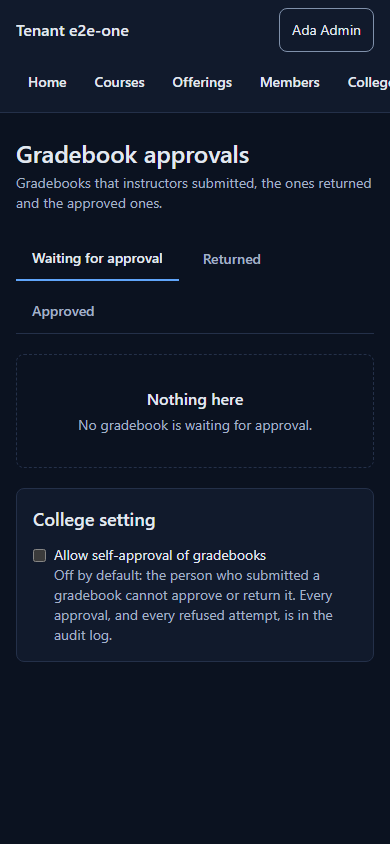 Tenant e2e-one
Ada Admin
Home Courses Offerings Members
Gradebook approvals
Gradebooks that instructors submitted, the ones returned
and the approved ones.
Waiting for approval Returned
Approved
Nothing here
No gradebook is waiting for approval.
College setting
Allow self-approval of gradebooks
Off by default: the person who submitted a
gradebook cannot approve or return it. Every
approval, and every refused attempt, is in the
audit log.